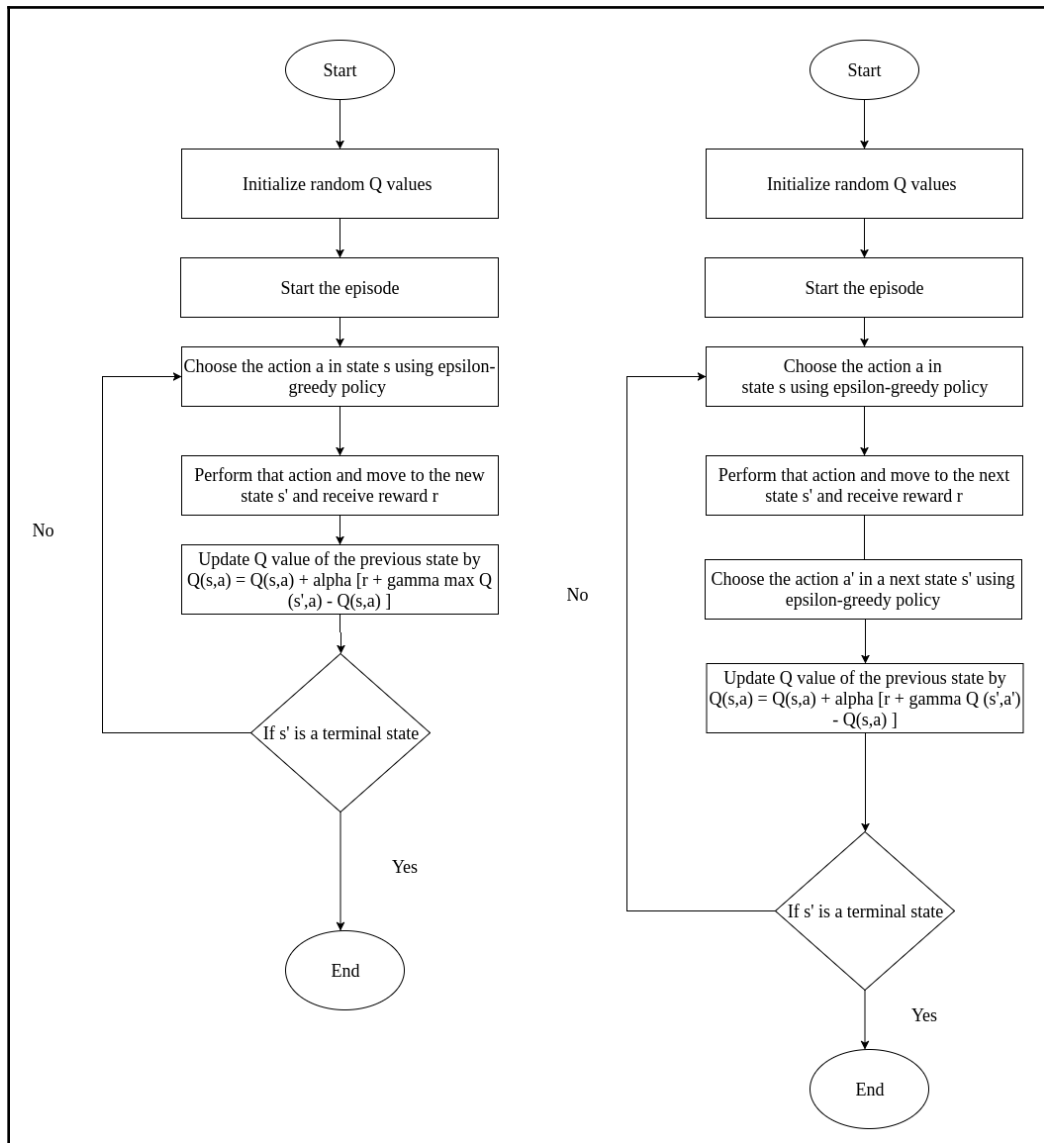 Start
Initialize random Q values
Start the episode
Choose the action a in state s using epsilon-
greedy policy
Perform that action and move to the new
state s' and receive reward r
No
Update Q value of the previous state by
Q(s,a) = Q(s,a) + alpha [r + gamma max Q
(s',a) - Q(s,a) ]
If s' is a terminal state
Yes
End
Start
Initialize random Q values
Start the episode
Choose the action a in
state s using epsilon-greedy policy
Perform that action and move to the next
state s' and receive reward r
Choose the action a' in a next state s' using
epsilon-greedy policy
No
Update Q value of the previous state by
Q(s,a) = Q(s,a) + alpha [r + gamma Q (s',a')
- Q(s,a) ]
If s' is a terminal state
Yes
End